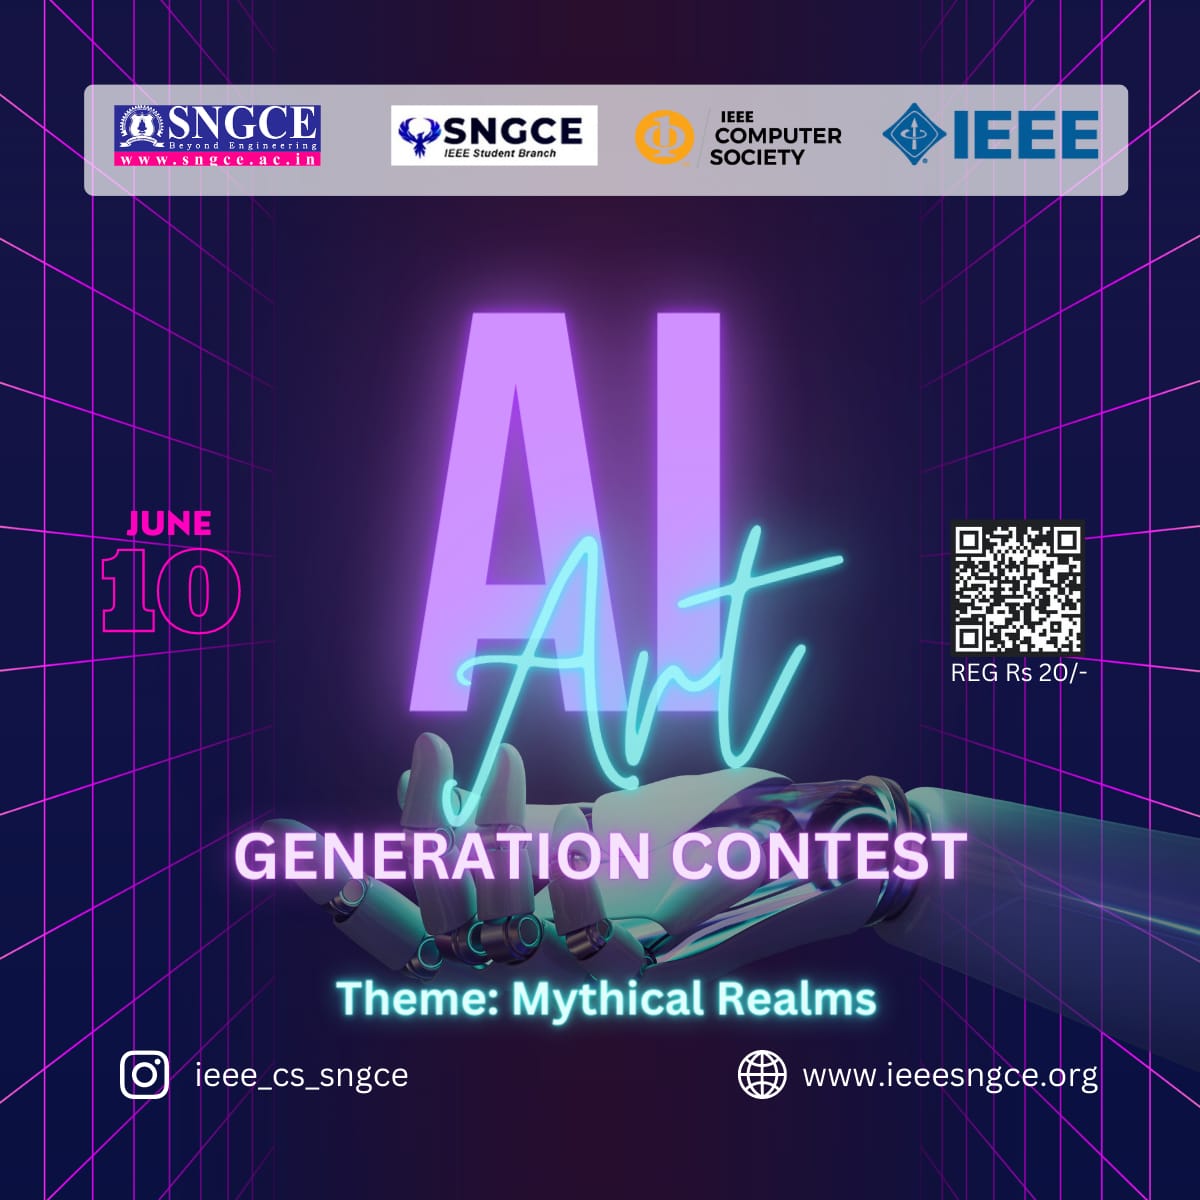 SNGCE
Beyond Engineering
www.sngce.ac.in
SNGCE
IEEE Student Branch
IEEE
COMPUTER
SOCIETY
IEEE
AI
Art
JUNE
10
REG Rs 20/-
GENERATION CONTEST
Theme: Mythical Realms
ieee_cs_sngce
www.ieeesngce.org